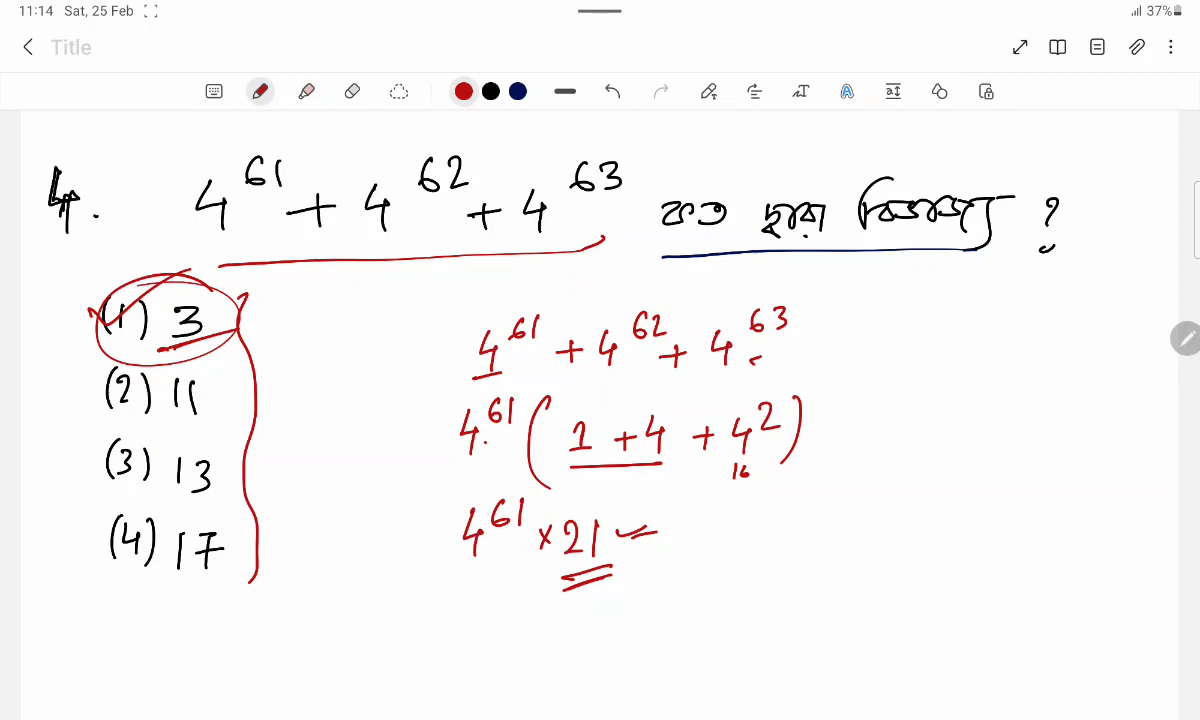 11:14 Sat, 25 Feb 37%
Title
4. 4^61 + 4^62 + 4^63 কত দ্বারা বিভাজ্য ?
(1) 3
(2) 11
(3) 13
(4) 17
4^61 + 4^62 + 4^63
4^61 (1 + 4 + 4^2)
16
4^61 × 21